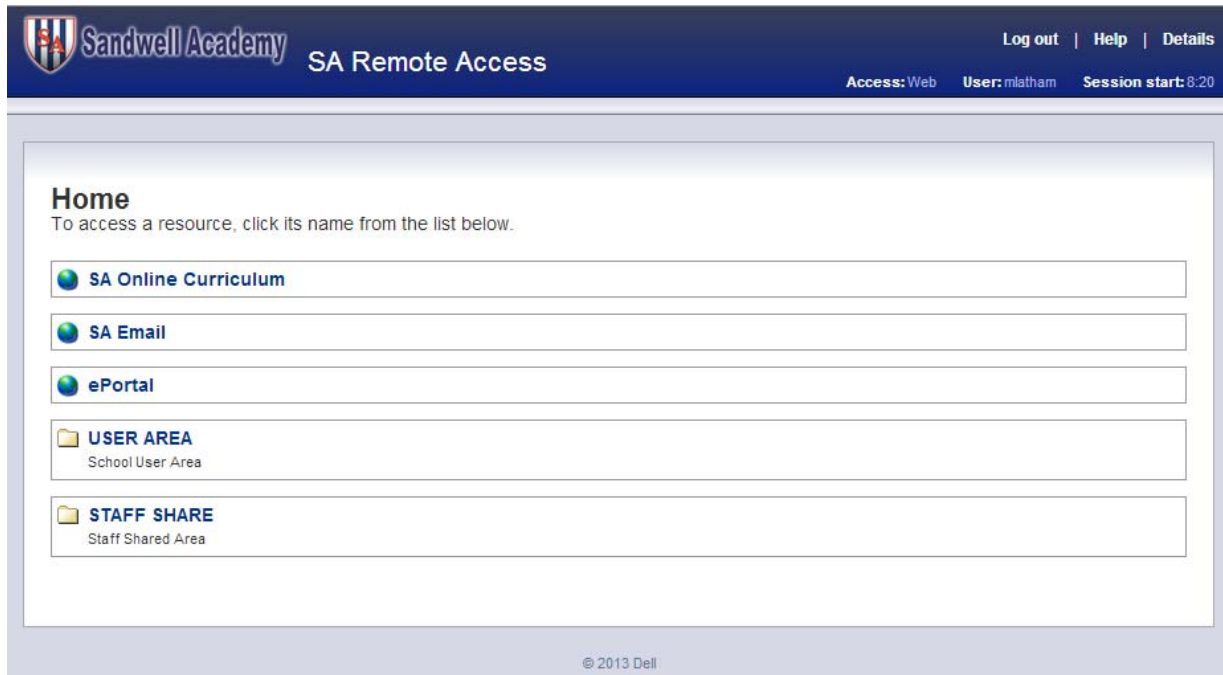 SA Sandwell Academy
SA Remote Access
Log out | Help | Details
Access: Web User: mlatham Session start: 8:20
Home
To access a resource, click its name from the list below.
SA Online Curriculum
SA Email
ePortal
USER AREA
School User Area
STAFF SHARE
Staff Shared Area
© 2013 Dell